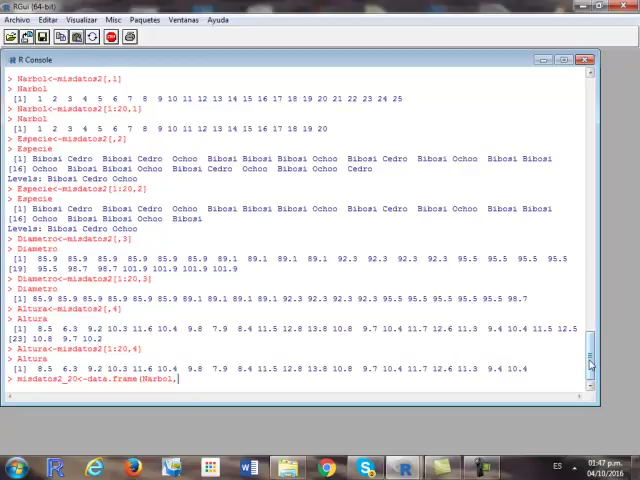 RGui (64-bit)
Archivo Editar Visualizar Misc Paquetes Ventanas Ayuda
STOP
R Console
> Narbol<-misdatos2[,1]
> Narbol
[1] 1 2 3 4 5 6 7 8 9 10 11 12 13 14 15 16 17 18 19 20 21 22 23 24 25
> Narbol<-misdatos2[1:20,1]
> Narbol
[1] 1 2 3 4 5 6 7 8 9 10 11 12 13 14 15 16 17 18 19 20
> Especie<-misdatos2[,2]
> Especie
[1] Bibosi Cedro Bibosi Cedro Ochoo Bibosi Bibosi Bibosi Ochoo Bibosi Cedro Bibosi Ochoo Bibosi Bibosi
[16] Ochoo Bibosi Bibosi Ochoo Bibosi Cedro Ochoo Bibosi Ochoo Cedro
Levels: Bibosi Cedro Ochoo
> Especie<-misdatos2[1:20,2]
> Especie
[1] Bibosi Cedro Bibosi Cedro Ochoo Bibosi Bibosi Bibosi Ochoo Bibosi Cedro Bibosi Ochoo Bibosi Bibosi
[16] Ochoo Bibosi Bibosi Ochoo Bibosi
Levels: Bibosi Cedro Ochoo
> Diametro<-misdatos2[,3]
> Diametro
[1] 85.9 85.9 85.9 85.9 85.9 85.9 89.1 89.1 89.1 92.3 92.3 92.3 95.5 95.5 95.5 95.5 95.5
[19] 95.5 98.7 98.7 101.9 101.9 101.9 101.9
> Diametro<-misdatos2[1:20,3]
> Diametro
[1] 85.9 85.9 85.9 85.9 85.9 85.9 89.1 89.1 89.1 92.3 92.3 92.3 95.5 95.5 95.5 95.5 95.5 98.7
> Altura<-misdatos2[,4]
> Altura
[1] 8.5 6.3 9.2 10.3 11.6 10.4 9.8 7.9 8.4 11.5 12.8 13.8 10.8 9.7 10.4 11.7 12.6 11.3 9.4 10.4 11.5 12.5
[23] 10.8 9.7 10.2
> Altura<-misdatos2[1:20,4]
> Altura
[1] 8.5 6.3 9.2 10.3 11.6 10.4 9.8 7.9 8.4 11.5 12.8 13.8 10.8 9.7 10.4 11.7 12.6 11.3 9.4 10.4
> misdatos2_20<-data.frame(Narbol,
ES
01:47 p.m.
04/10/2016